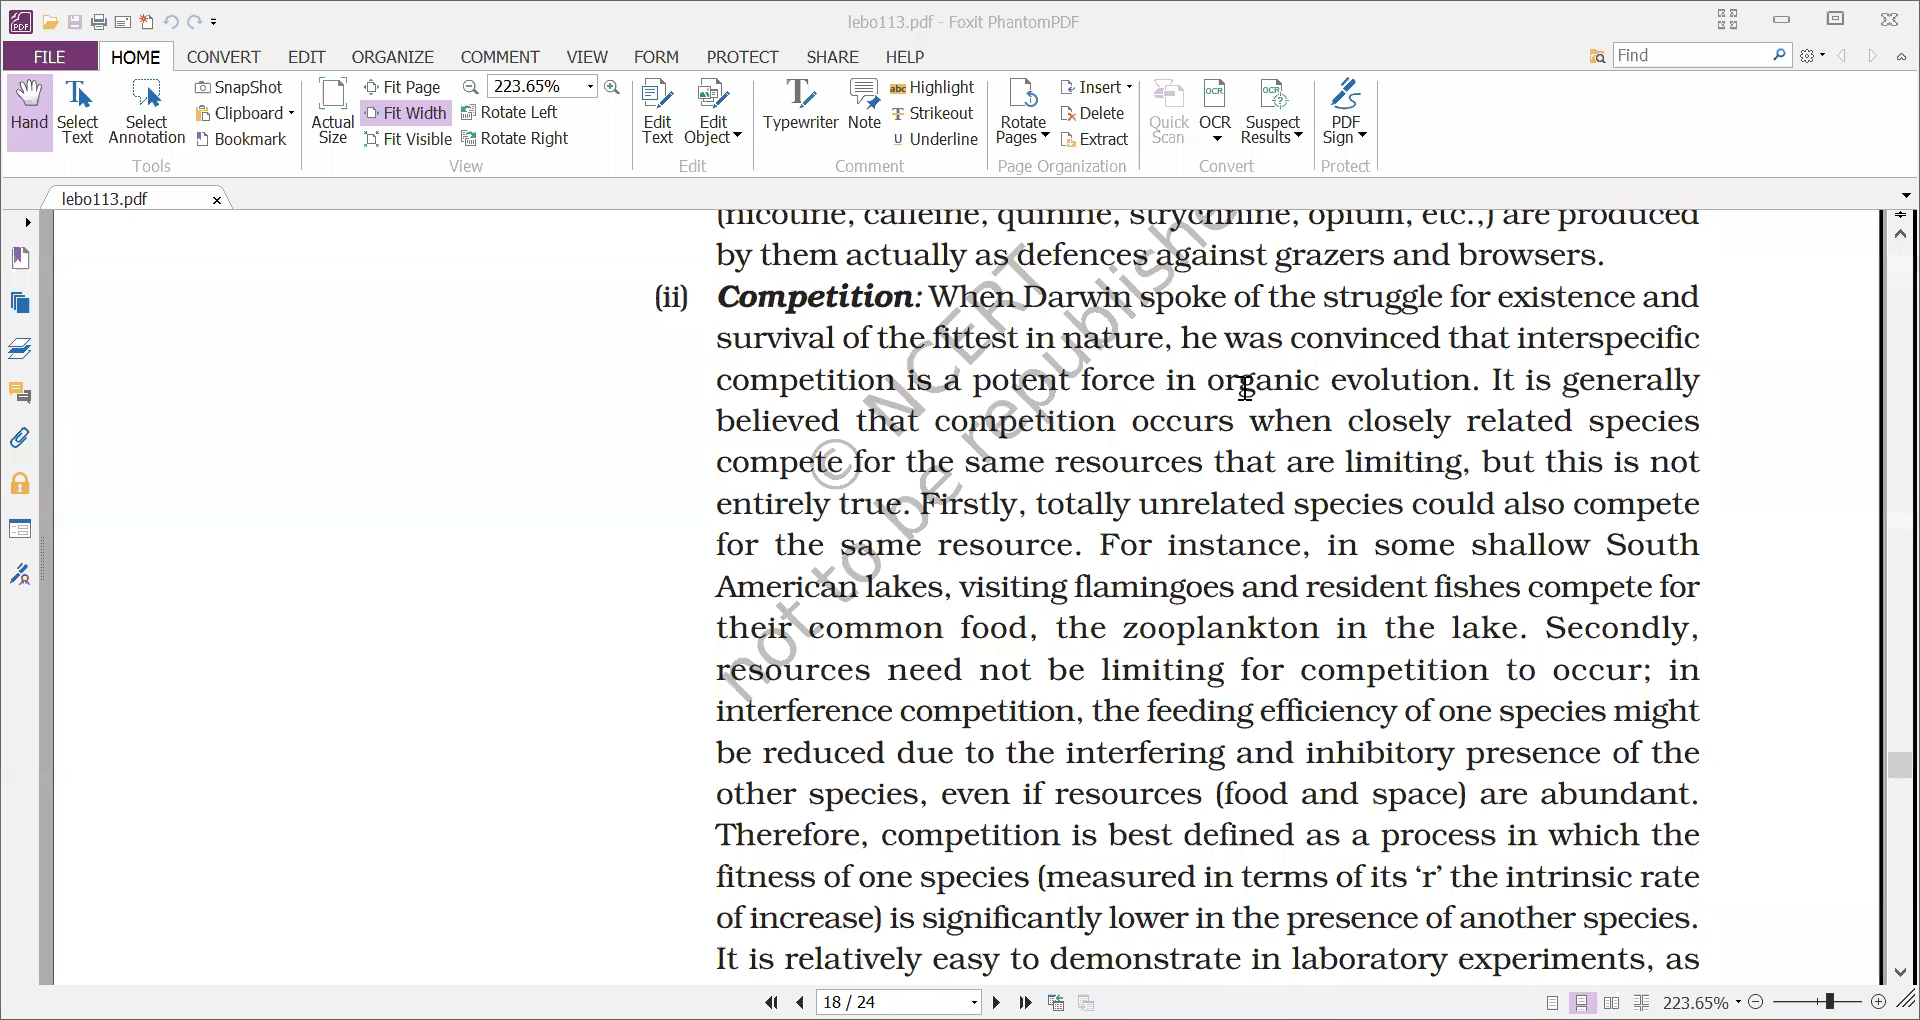 lebo113.pdf - Foxit PhantomPDF
FILE HOME CONVERT EDIT ORGANIZE COMMENT VIEW FORM PROTECT SHARE HELP
Find
Hand
Select Text
Select Annotation
SnapShot
Clipboard
Bookmark
Tools
Actual Size
Fit Page
Fit Width
Fit Visible
223.65%
Rotate Left
Rotate Right
View
Edit Text
Edit Object
Edit
Typewriter
Note
Highlight
Strikeout
Underline
Comment
Rotate Pages
Insert
Delete
Extract
Page Organization
Quick Scan
OCR
Suspect Results
Convert
PDF Sign
Protect
lebo113.pdf
(nicotine, caffeine, quinine, strychnine, opium, etc.,) are produced
by them actually as defences against grazers and browsers.
(ii) Competition: When Darwin spoke of the struggle for existence and
survival of the fittest in nature, he was convinced that interspecific
competition is a potent force in organic evolution. It is generally
believed that competition occurs when closely related species
compete for the same resources that are limiting, but this is not
entirely true. Firstly, totally unrelated species could also compete
for the same resource. For instance, in some shallow South
American lakes, visiting flamingoes and resident fishes compete for
their common food, the zooplankton in the lake. Secondly,
resources need not be limiting for competition to occur; in
interference competition, the feeding efficiency of one species might
be reduced due to the interfering and inhibitory presence of the
other species, even if resources (food and space) are abundant.
Therefore, competition is best defined as a process in which the
fitness of one species (measured in terms of its ‘r’ the intrinsic rate
of increase) is significantly lower in the presence of another species.
It is relatively easy to demonstrate in laboratory experiments, as
© NCERT
not to be republishe
18 / 24
223.65%